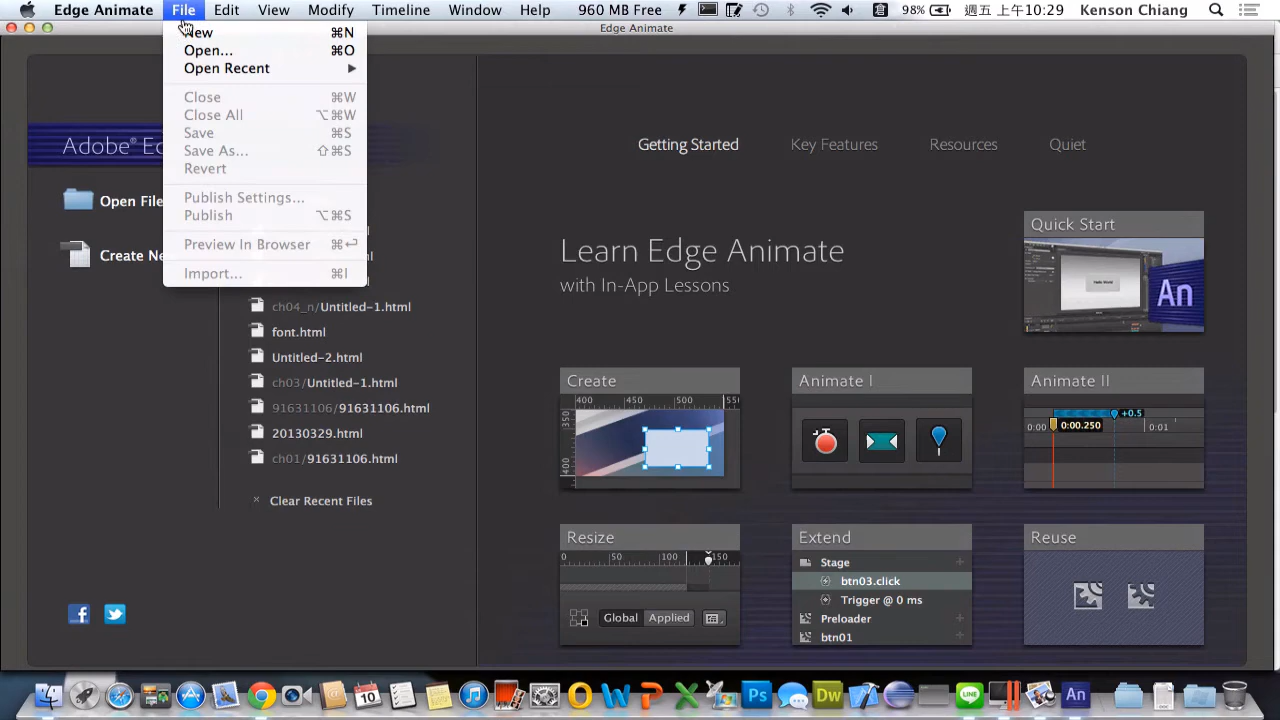 Edge Animate File Edit View Modify Timeline Window Help 960 MB Free 98% 週五 上午10:29 Kenson Chiang
Edge Animate
New ⌘N
Open... ⌘O
Open Recent ▶
Close ⌘W
Close All ⌥⌘W
Save ⌘S
Save As... ⇧⌘S
Revert
Publish Settings...
Publish ⌥⌘S
Preview In Browser ⌘↩
Import... ⌘I
Adobe® Ed
Open File
Create Ne
ch04_n/Untitled-1.html
font.html
Untitled-2.html
ch03/Untitled-1.html
91631106/91631106.html
20130329.html
ch01/91631106.html
× Clear Recent Files
Getting Started Key Features Resources Quiet
Learn Edge Animate
with In-App Lessons
Quick Start
An
Create
400 450 500 550
350
400
Animate I
Animate II
+0.5
0:00 0:00.250 0:01
Resize
0 50 100 150
Global Applied
Extend
Stage
btn03.click
Trigger @ 0 ms
Preloader
btn01
Reuse
10
Ps
Dw
LINE
An